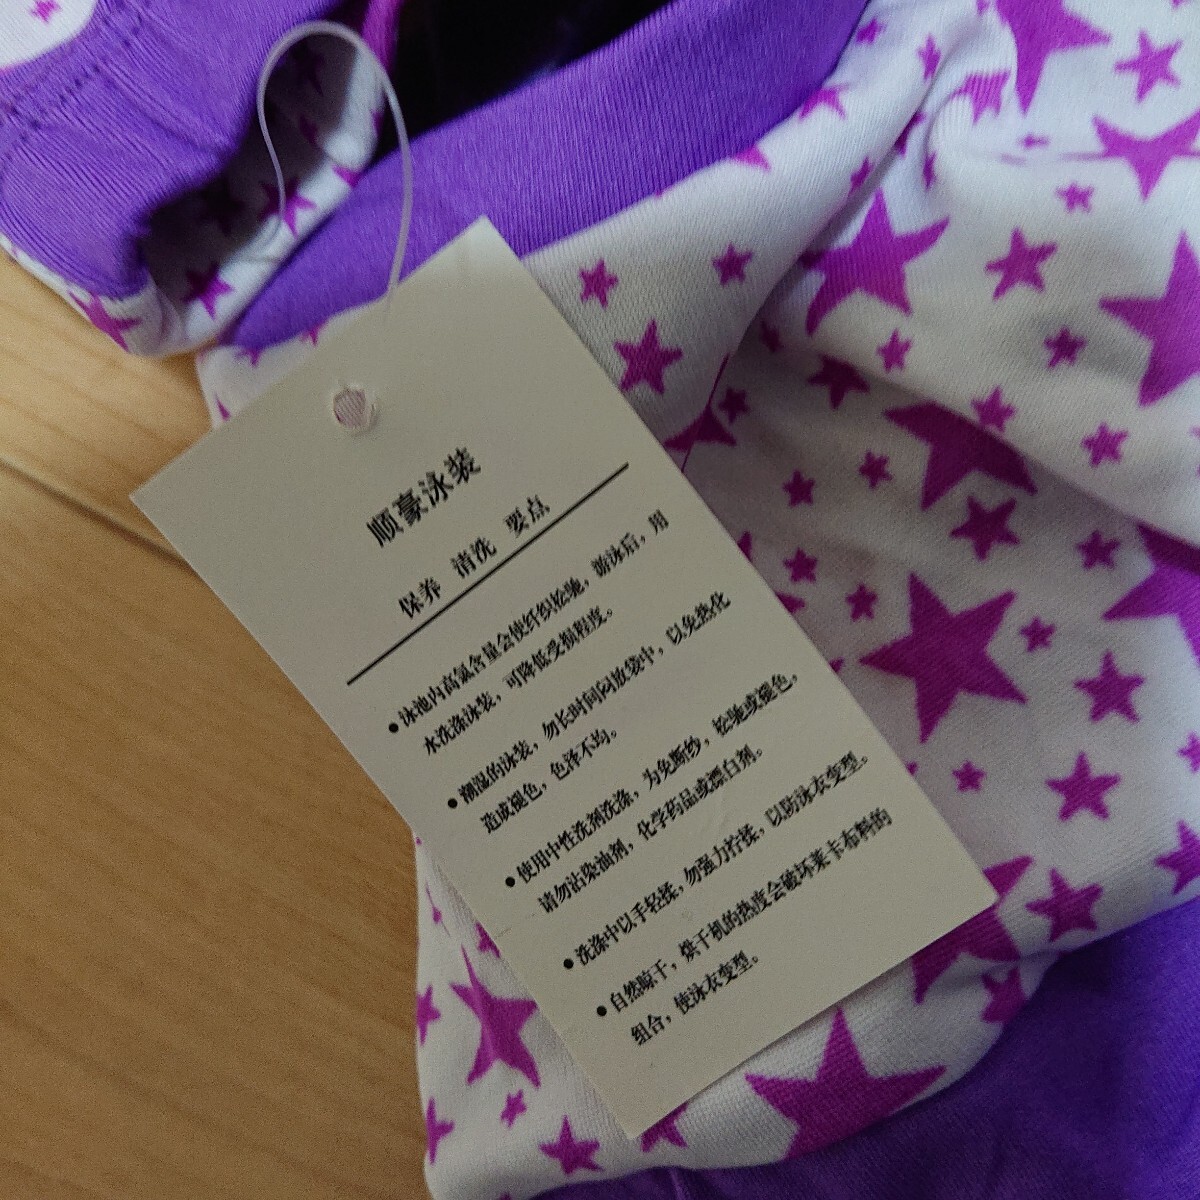 顺豪泳装
保养 清洗 要点
● 泳池内高氯含量会使纤织松驰，游泳后，用
水洗涤泳装，可降低受损程度。
● 潮湿的泳装，勿长时间闷放袋中，以免热化
造成褪色，色泽不均。
● 使用中性洗剂洗涤，为免断纱，松驰或褪色，
请勿沾染油剂，化学药品或漂白剂。
● 洗涤中以手轻揉，勿强力拧揉，以防泳衣变型。
● 自然晾干，烘干机的热度会破坏莱卡布料的
组合，使泳衣变型。